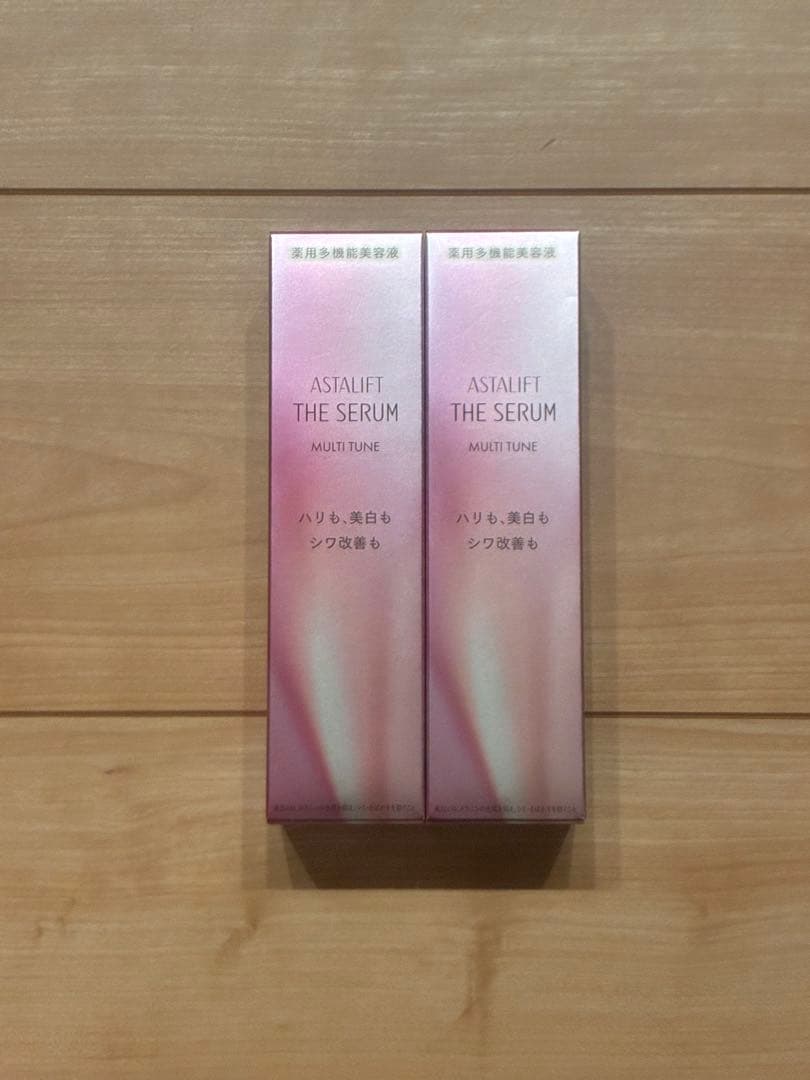 薬用多機能美容液
ASTALIFT
THE SERUM
MULTI TUNE
ハリも、美白も
シワ改善も
薬用多機能美容液
ASTALIFT
THE SERUM
MULTI TUNE
ハリも、美白も
シワ改善も